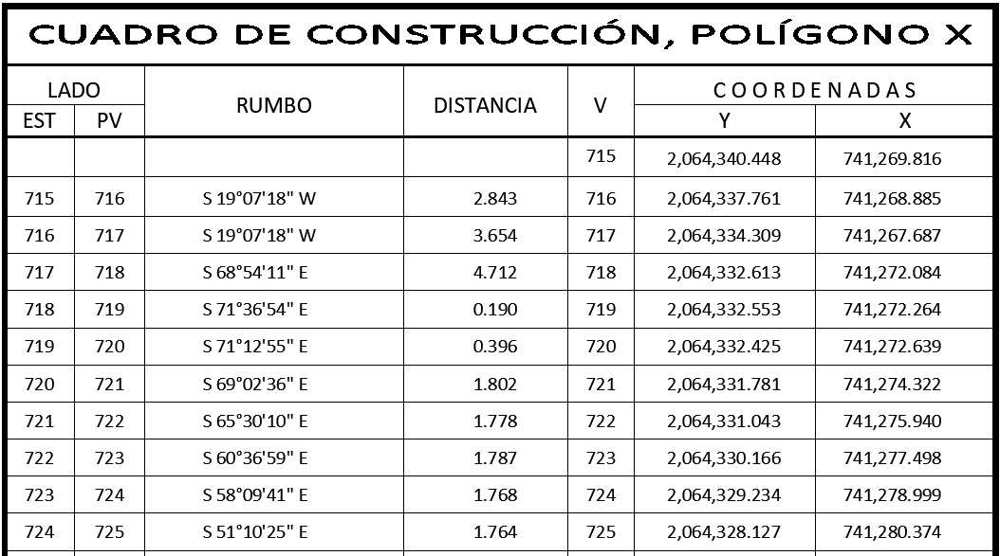 CUADRO DE CONSTRUCCIÓN, POLÍGONO X
LADO RUMBO DISTANCIA V COORDENADAS
EST PV Y X
715 2,064,340.448 741,269.816
715 716 S 19°07'18" W 2.843 716 2,064,337.761 741,268.885
716 717 S 19°07'18" W 3.654 717 2,064,334.309 741,267.687
717 718 S 68°54'11" E 4.712 718 2,064,332.613 741,272.084
718 719 S 71°36'54" E 0.190 719 2,064,332.553 741,272.264
719 720 S 71°12'55" E 0.396 720 2,064,332.425 741,272.639
720 721 S 69°02'36" E 1.802 721 2,064,331.781 741,274.322
721 722 S 65°30'10" E 1.778 722 2,064,331.043 741,275.940
722 723 S 60°36'59" E 1.787 723 2,064,330.166 741,277.498
723 724 S 58°09'41" E 1.768 724 2,064,329.234 741,278.999
724 725 S 51°10'25" E 1.764 725 2,064,328.127 741,280.374